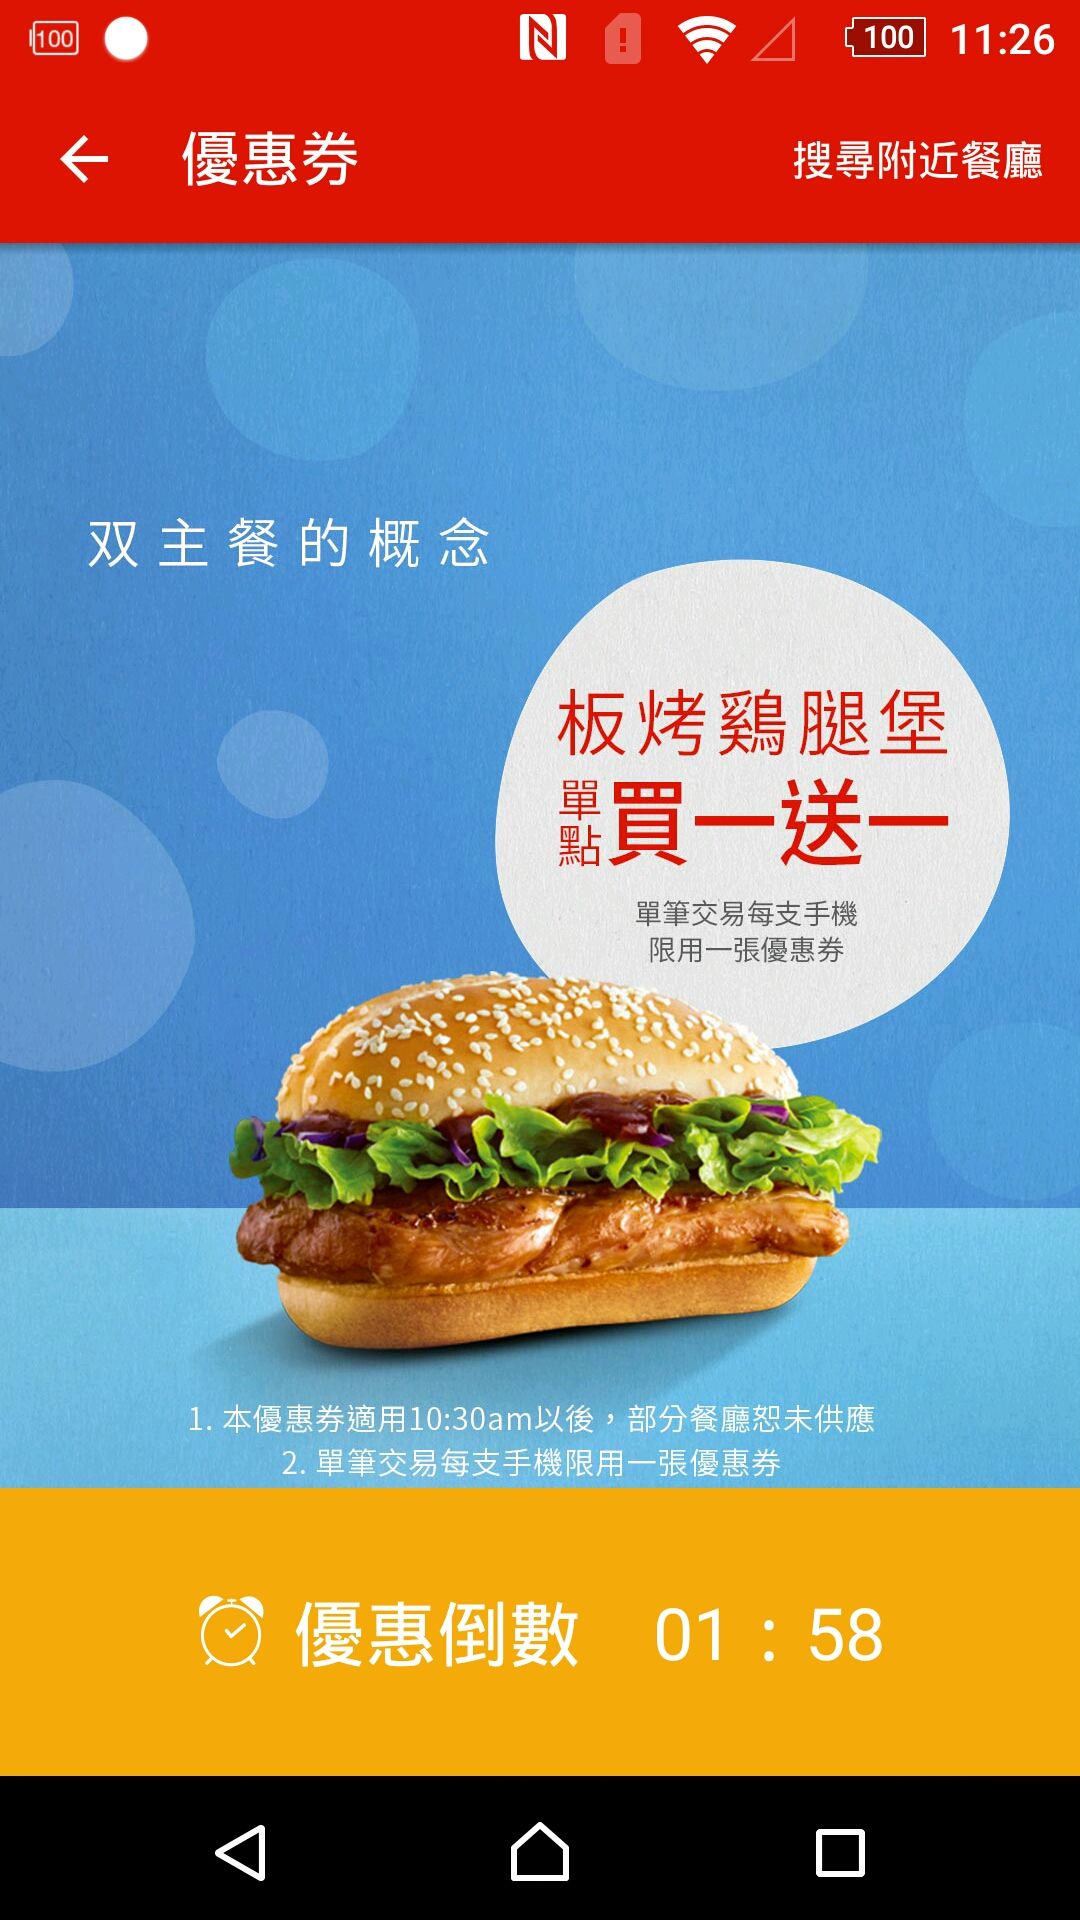 100
100
11:26
優惠券
搜尋附近餐廳
双主餐的概念
板烤鷄腿堡
單點
買一送一
單筆交易每支手機
限用一張優惠券
1. 本優惠券適用10:30am以後，部分餐廳恕未供應
2. 單筆交易每支手機限用一張優惠券
優惠倒數 01 : 58